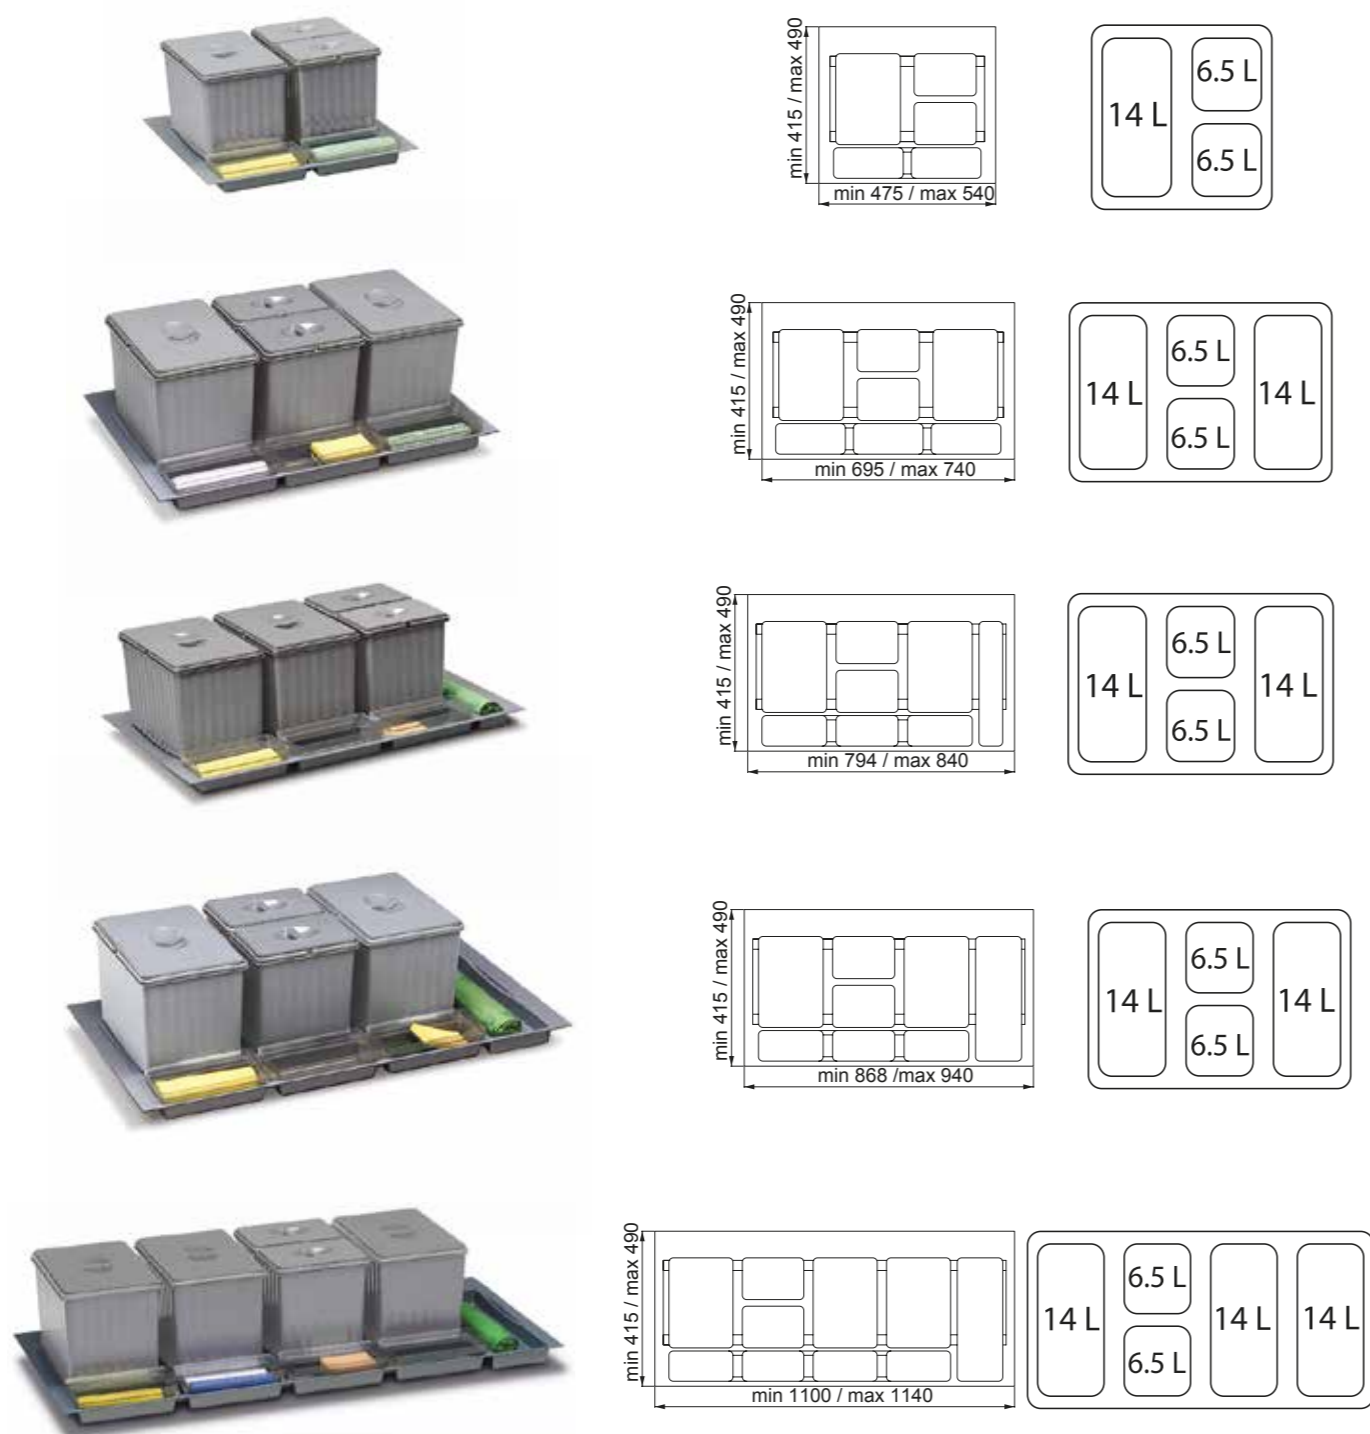 min 415 / max 490
min 475 / max 540
14 L
6.5 L
6.5 L
min 415 / max 490
min 695 / max 740
14 L
6.5 L
6.5 L
14 L
min 415 / max 490
min 794 / max 840
14 L
6.5 L
6.5 L
14 L
min 415 / max 490
min 868 /max 940
14 L
6.5 L
6.5 L
14 L
min 415 / max 490
min 1100 / max 1140
14 L
6.5 L
6.5 L
14 L
14 L